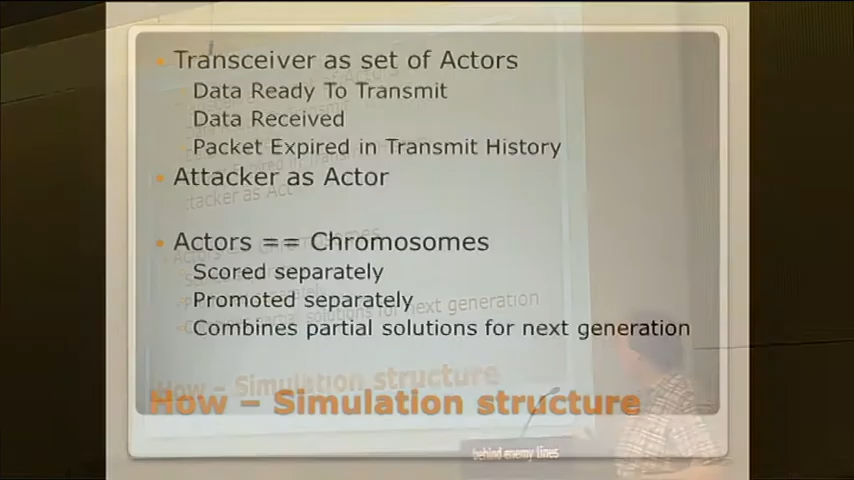 Transceiver as set of Actors
Data Ready To Transmit
Data Received
Packet Expired in Transmit History
Attacker as Actor
Actors == Chromosomes
Scored separately
Promoted separately
Combines partial solutions for next generation
How – Simulation structure
behind enemy lines